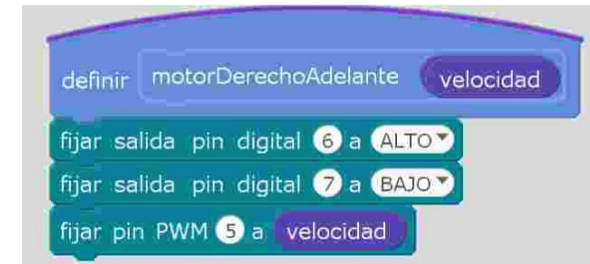 definir motorDerechoAdelante velocidad
fijar salida pin digital 6 a ALTO
fijar salida pin digital 7 a BAJO
fijar pin PWM 5 a velocidad